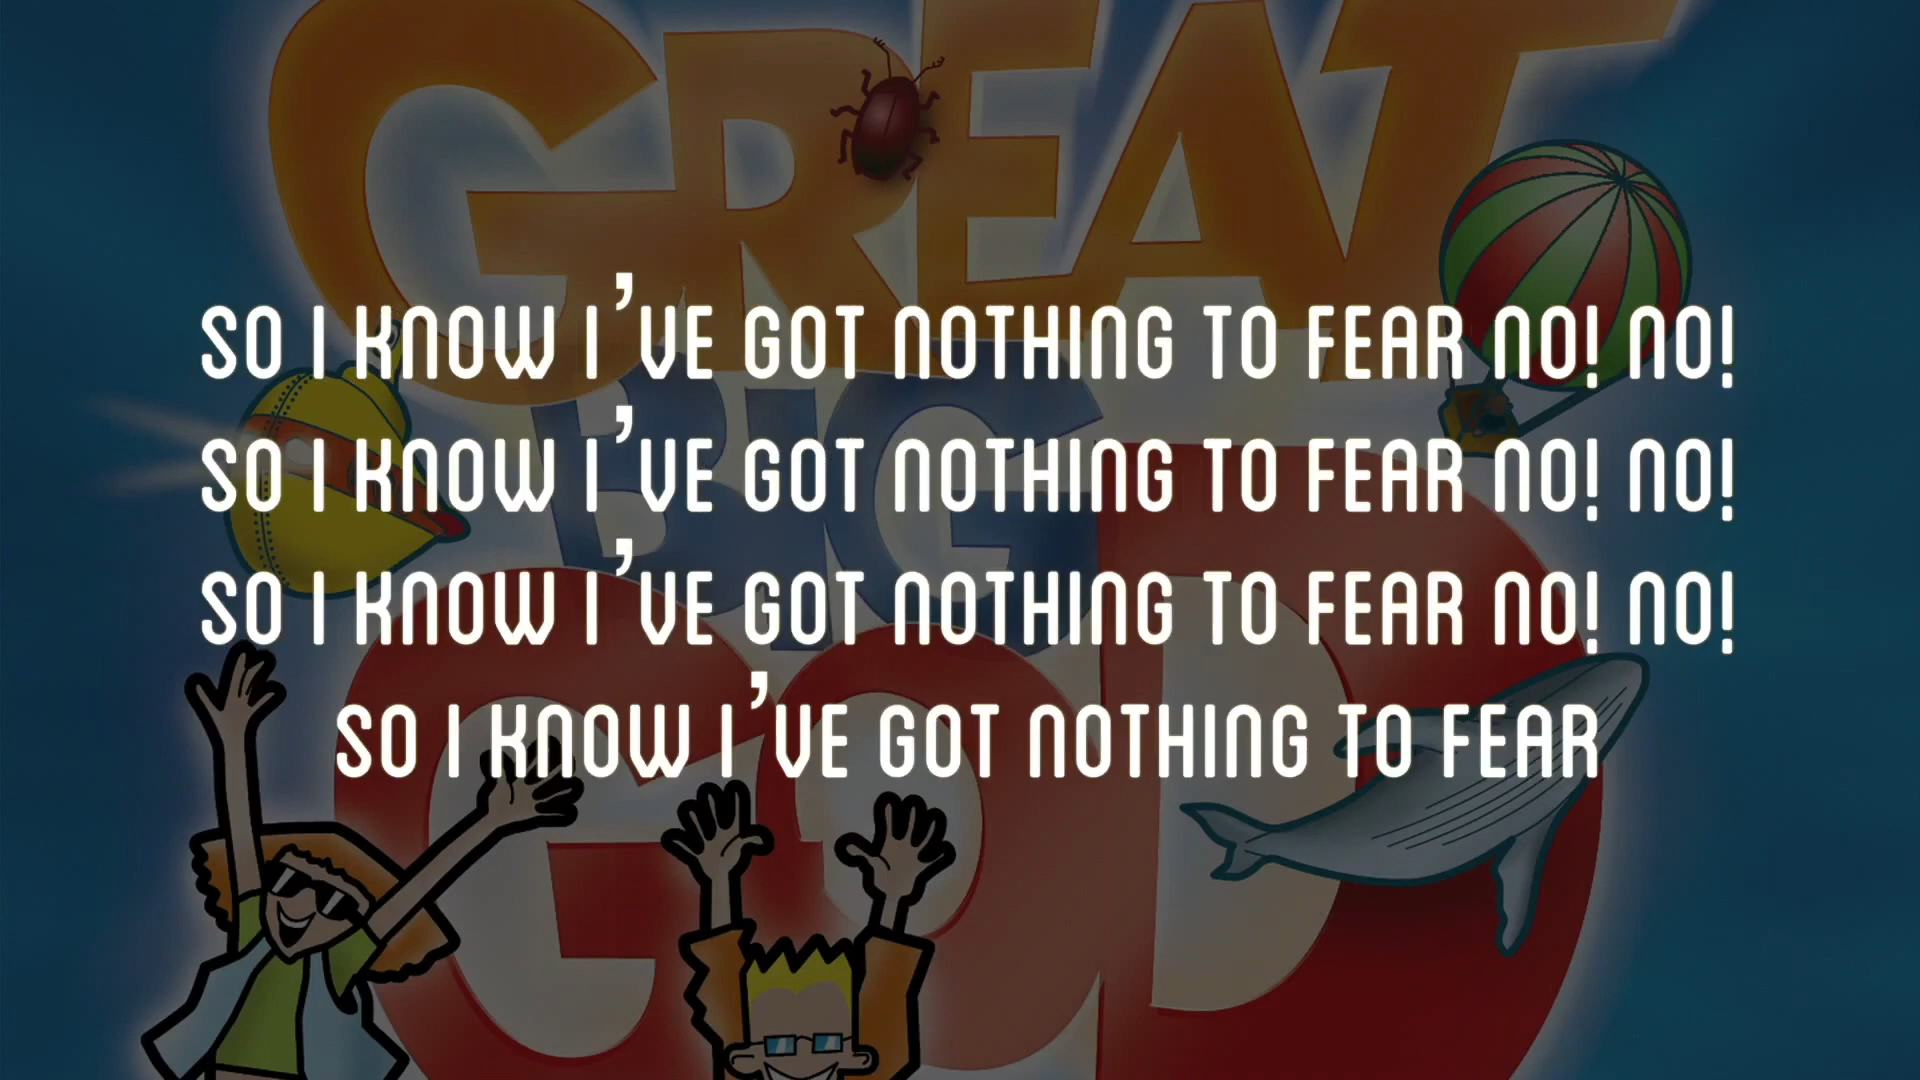 GREAT
BIG
GOD
SO I KNOW I'VE GOT NOTHING TO FEAR NO! NO!
SO I KNOW I'VE GOT NOTHING TO FEAR NO! NO!
SO I KNOW I'VE GOT NOTHING TO FEAR NO! NO!
SO I KNOW I'VE GOT NOTHING TO FEAR